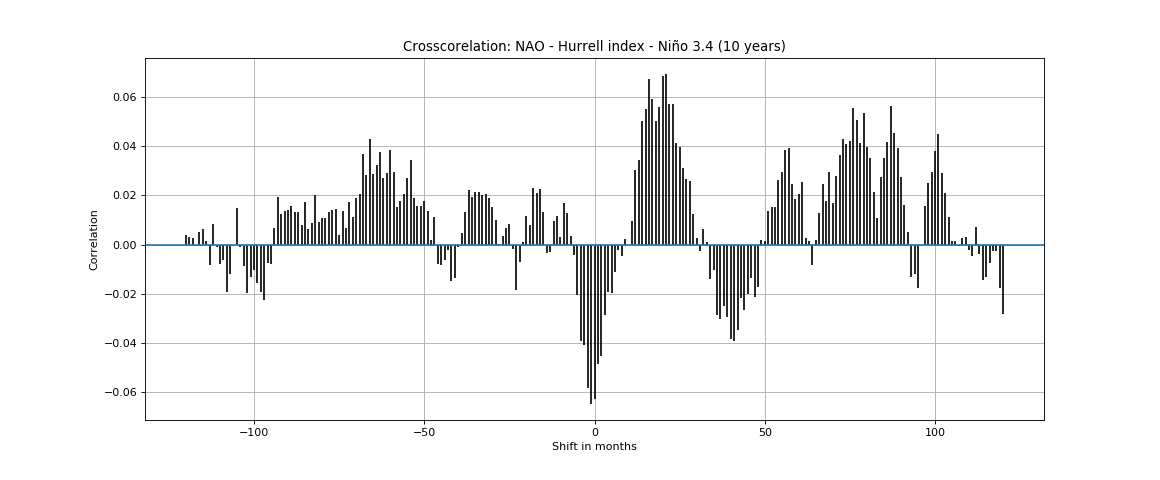 Crosscorelation: NAO - Hurrell index - Niño 3.4 (10 years)
0.06
0.04
0.02
0.00
−0.02
−0.04
−0.06
Correlation
−100 −50 0 50 100
Shift in months